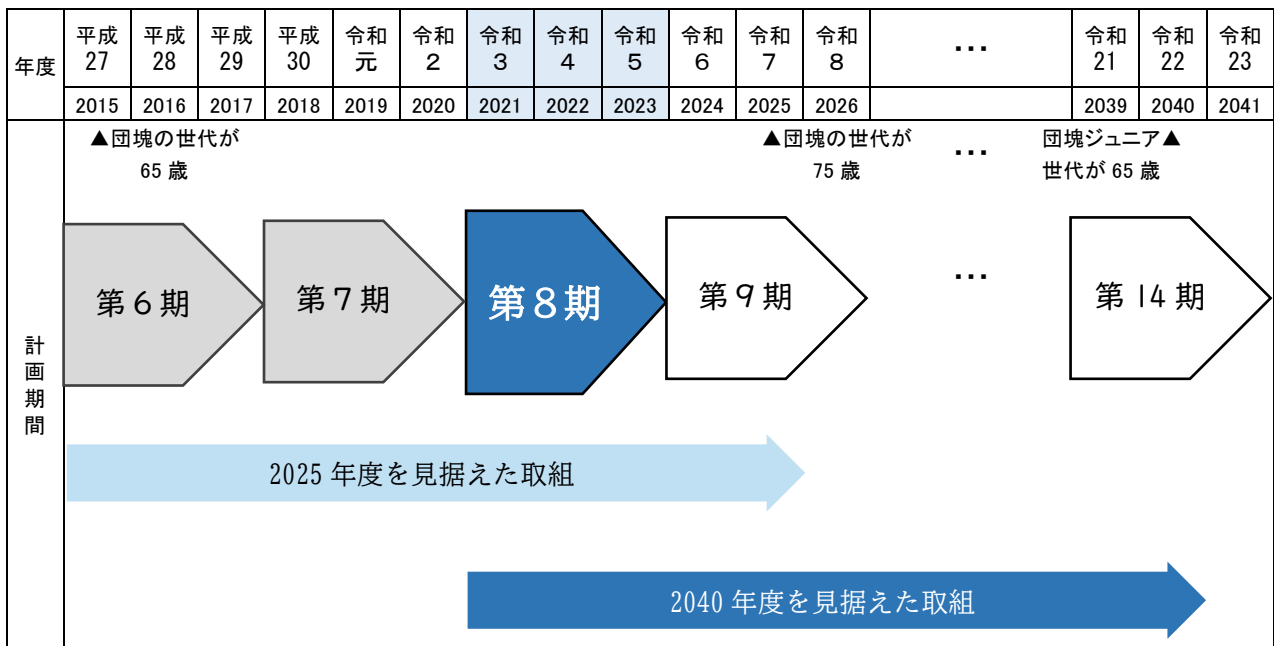 年度
平成 27
平成 28
平成 29
平成 30
令和 元
令和 2
令和 3
令和 4
令和 5
令和 6
令和 7
令和 8
…
令和 21
令和 22
令和 23
2015 2016 2017 2018 2019 2020 2021 2022 2023 2024 2025 2026 2039 2040 2041
▲団塊の世代が
65 歳
▲団塊の世代が
75 歳
…
団塊ジュニア▲
世代が 65 歳
計画期間
第6期
第7期
第8期
第9期
…
第14期
2025 年度を見据えた取組
2040 年度を見据えた取組